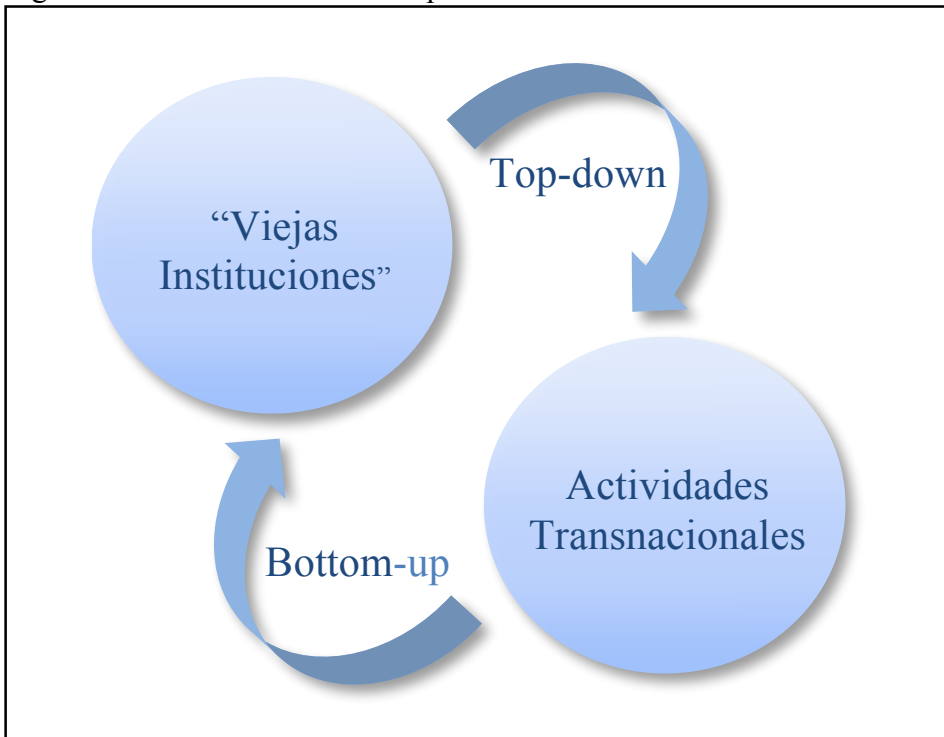 Top-down
“Viejas
Instituciones”
Actividades
Transnacionales
Bottom-up